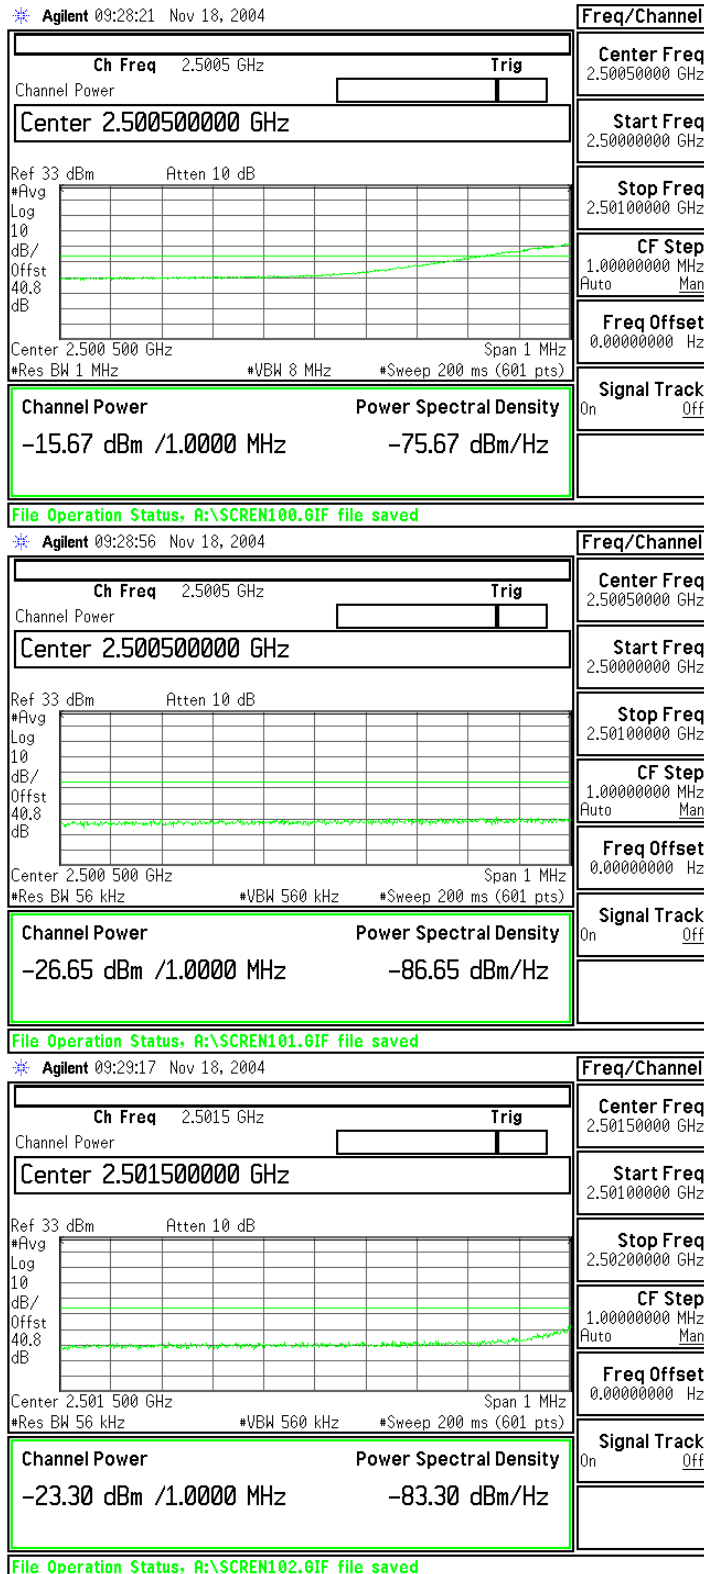 Agilent 09:28:21 Nov 18, 2004
Freq/Channel
Ch Freq 2.5005 GHz Trig
Channel Power
Center 2.500500000 GHz
Ref 33 dBm Atten 10 dB
#Avg
Log
10
dB/
Offst
40.8
dB
Center 2.500 500 GHz Span 1 MHz
#Res BW 1 MHz #VBW 8 MHz #Sweep 200 ms (601 pts)
Channel Power Power Spectral Density
-15.67 dBm /1.0000 MHz -75.67 dBm/Hz
File Operation Status, A:\SCREN100.GIF file saved
Center Freq
2.50050000 GHz
Start Freq
2.50000000 GHz
Stop Freq
2.50100000 GHz
CF Step
1.00000000 MHz
Auto Man
Freq Offset
0.00000000 Hz
Signal Track
On Off
Agilent 09:28:56 Nov 18, 2004
Freq/Channel
Ch Freq 2.5005 GHz Trig
Channel Power
Center 2.500500000 GHz
Ref 33 dBm Atten 10 dB
#Avg
Log
10
dB/
Offst
40.8
dB
Center 2.500 500 GHz Span 1 MHz
#Res BW 56 kHz #VBW 560 kHz #Sweep 200 ms (601 pts)
Channel Power Power Spectral Density
-26.65 dBm /1.0000 MHz -86.65 dBm/Hz
File Operation Status, A:\SCREN101.GIF file saved
Center Freq
2.50050000 GHz
Start Freq
2.50000000 GHz
Stop Freq
2.50100000 GHz
CF Step
1.00000000 MHz
Auto Man
Freq Offset
0.00000000 Hz
Signal Track
On Off
Agilent 09:29:17 Nov 18, 2004
Freq/Channel
Ch Freq 2.5015 GHz Trig
Channel Power
Center 2.501500000 GHz
Ref 33 dBm Atten 10 dB
#Avg
Log
10
dB/
Offst
40.8
dB
Center 2.501 500 GHz Span 1 MHz
#Res BW 56 kHz #VBW 560 kHz #Sweep 200 ms (601 pts)
Channel Power Power Spectral Density
-23.30 dBm /1.0000 MHz -83.30 dBm/Hz
File Operation Status, A:\SCREN102.GIF file saved
Center Freq
2.50150000 GHz
Start Freq
2.50100000 GHz
Stop Freq
2.50200000 GHz
CF Step
1.00000000 MHz
Auto Man
Freq Offset
0.00000000 Hz
Signal Track
On Off